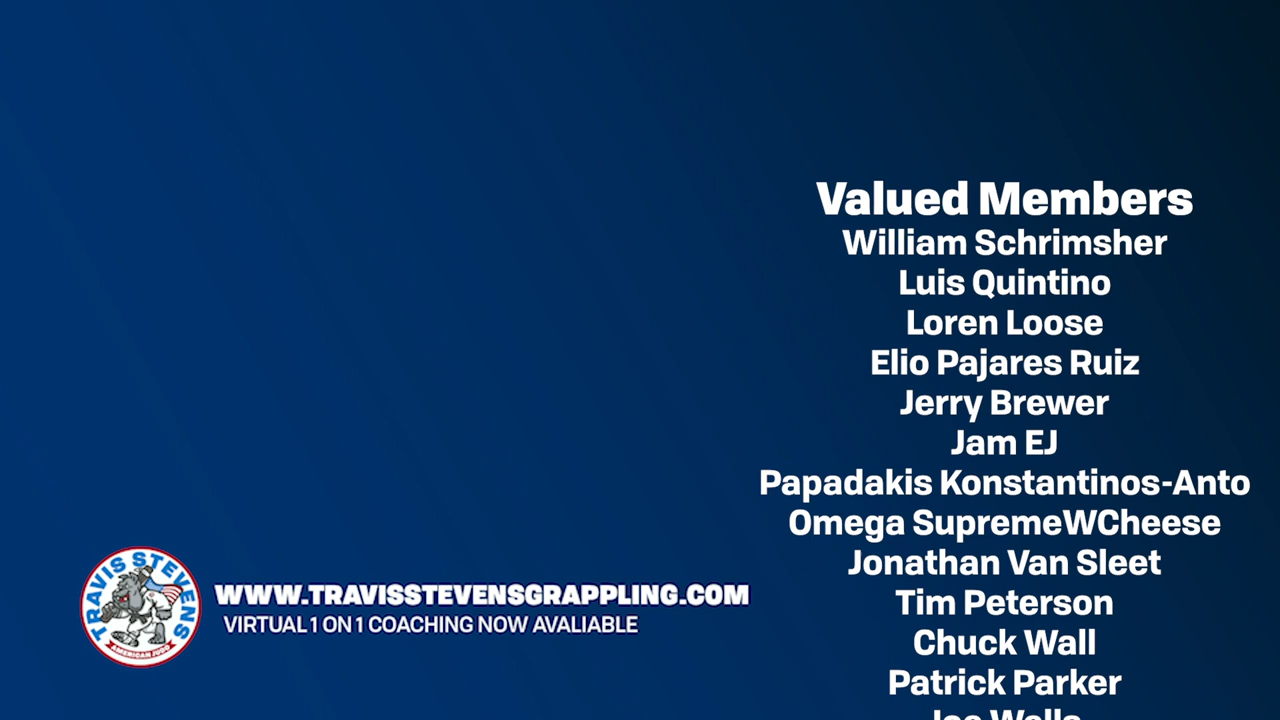 Valued Members
William Schrimsher
Luis Quintino
Loren Loose
Elio Pajares Ruiz
Jerry Brewer
Jam EJ
Papadakis Konstantinos-Anto
Omega SupremeWCheese
Jonathan Van Sleet
Tim Peterson
Chuck Wall
Patrick Parker
TRAVIS STEVENS
AMERICAN JUDO
WWW.TRAVISSTEVENSGRAPPLING.COM
VIRTUAL 1 ON 1 COACHING NOW AVALIABLE